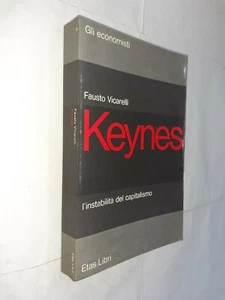 Gli economisti
Fausto Vicarelli
Keynes
l'instabilità del capitalismo
Etas Libri